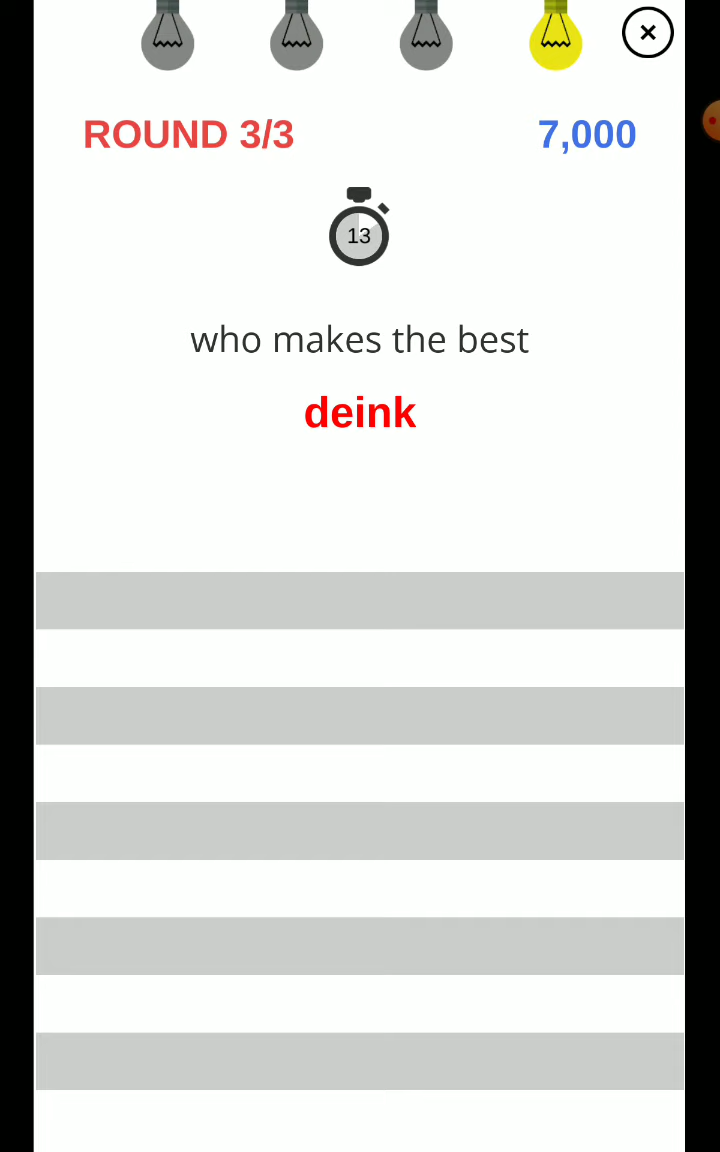 ROUND 3/3
7,000
13
who makes the best
deink